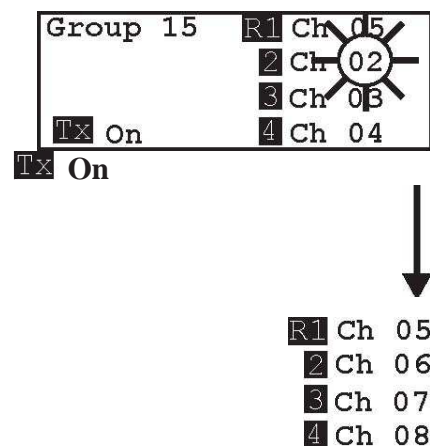 Group 15 R1 Ch 05
2 Ch 02
3 Ch 03
Tx On 4 Ch 04
Tx On
R1 Ch 05
2 Ch 06
3 Ch 07
4 Ch 08